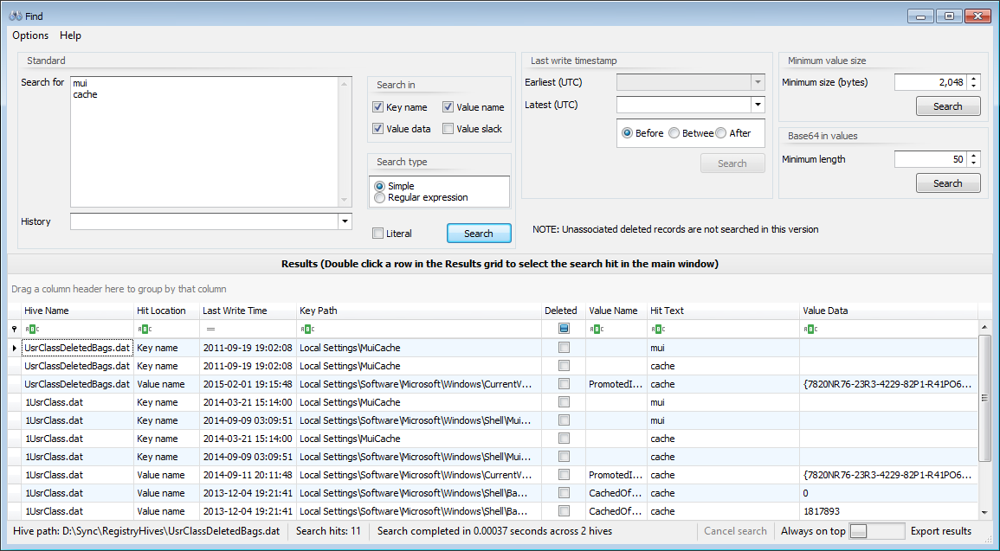 Find
Options Help
Standard
Search for
mui
cache
History
Search in
Key name Value name
Value data Value slack
Search type
Simple
Regular expression
Literal
Search
Last write timestamp
Earliest (UTC)
Latest (UTC)
Before Betwee After
Search
Minimum value size
Minimum size (bytes) 2,048
Search
Base64 in values
Minimum length 50
Search
NOTE: Unassociated deleted records are not searched in this version
Results (Double click a row in the Results grid to select the search hit in the main window)
Drag a column header here to group by that column
Hive Name Hit Location Last Write Time Key Path Deleted Value Name Hit Text Value Data
ABC ABC = ABC ABC ABC ABC
UsrClassDeletedBags.dat Key name 2011-09-19 19:02:08 Local Settings\MuiCache mui
UsrClassDeletedBags.dat Key name 2011-09-19 19:02:08 Local Settings\MuiCache cache
UsrClassDeletedBags.dat Value name 2015-02-01 19:15:48 Local Settings\Software\Microsoft\Windows\CurrentV... PromotedI... cache {7820NR76-23R3-4229-82P1-R41PO6...
1UsrClass.dat Key name 2014-03-21 15:14:00 Local Settings\MuiCache mui
1UsrClass.dat Key name 2014-09-09 03:09:51 Local Settings\Software\Microsoft\Windows\Shell\Mui... mui
1UsrClass.dat Key name 2014-03-21 15:14:00 Local Settings\MuiCache cache
1UsrClass.dat Key name 2014-09-09 03:09:51 Local Settings\Software\Microsoft\Windows\Shell\Mui... cache
1UsrClass.dat Value name 2014-09-11 20:11:48 Local Settings\Software\Microsoft\Windows\CurrentV... PromotedI... cache {7820NR76-23R3-4229-82P1-R41PO6...
1UsrClass.dat Value name 2013-12-04 19:21:41 Local Settings\Software\Microsoft\Windows\Shell\Ba... CachedOf... cache 0
1UsrClass.dat Value name 2013-12-04 19:21:41 Local Settings\Software\Microsoft\Windows\Shell\Ba... CachedOf... cache 1817893
Hive path: D:\Sync\RegistryHives\UsrClassDeletedBags.dat Search hits: 11 Search completed in 0.00037 seconds across 2 hives Cancel search Always on top Export results